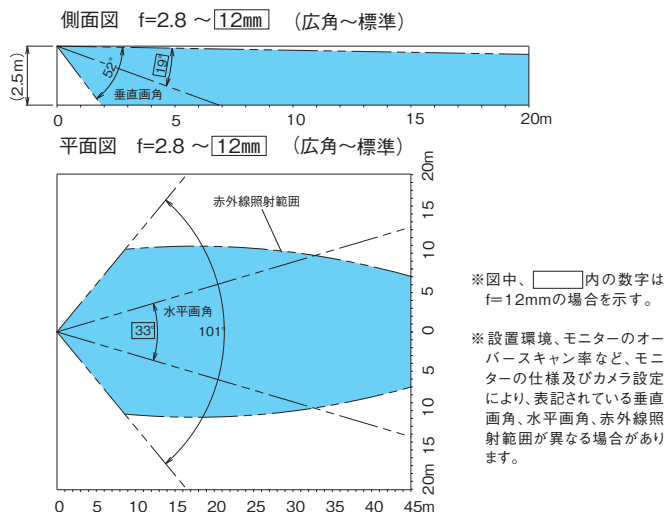 側面図 f=2.8 ～12mm （広角～標準）
(2.5m)
52°
19°
垂直画角
0 5 10 15 20m
平面図 f=2.8 ～12mm （広角～標準）
赤外線照射範囲
水平画角
33°
101°
20m
15
10
5
0
5
10
15
20m
0 5 10 15 20 25 30 35 40 45m
※図中、 内の数字は
f=12mmの場合を示す。
※設置環境、モニターのオー
バースキャン率など、モニ
ターの仕様及びカメラ設定
により、表記されている垂直
画角、水平画角、赤外線照
射範囲が異なる場合があり
ます。